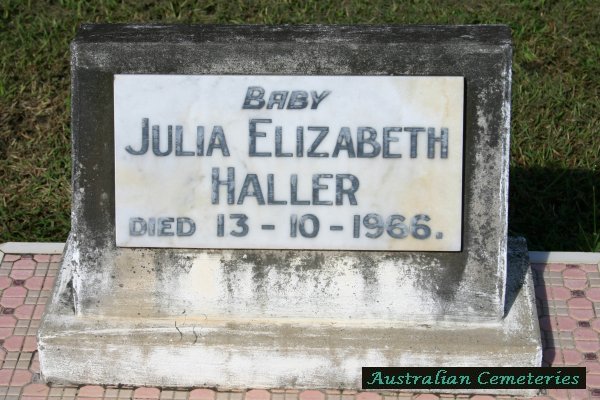 BABY
JULIA ELIZABETH
HALLER
DIED 13 - 10 - 1966.
Australian Cemeteries